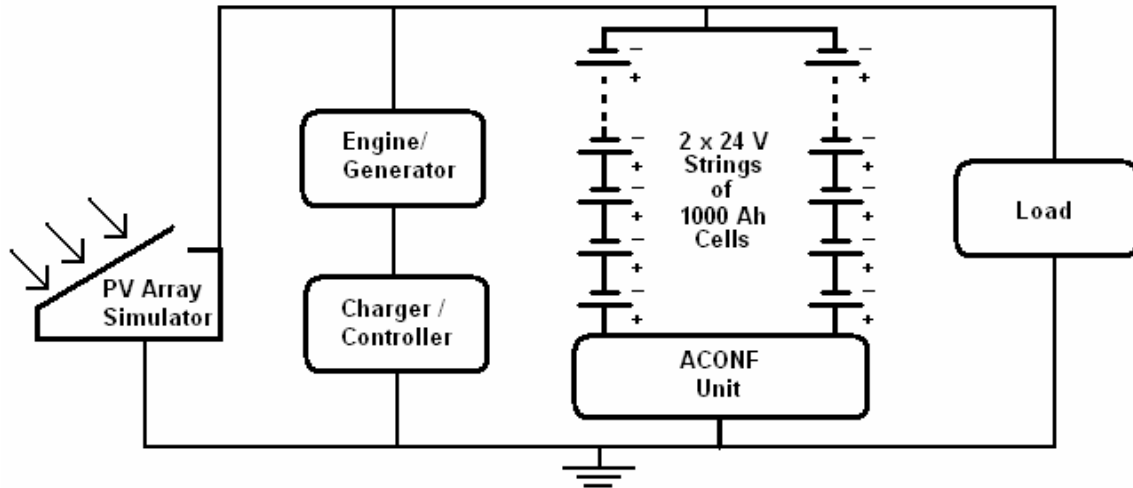 Engine/
Generator
Charger /
Controller
PV Array
Simulator
2 x 24 V
Strings
of
1000 Ah
Cells
ACONF
Unit
Load
− −
+ +
− −
+ +
− −
+ +
− −
+ +
− −
+ +